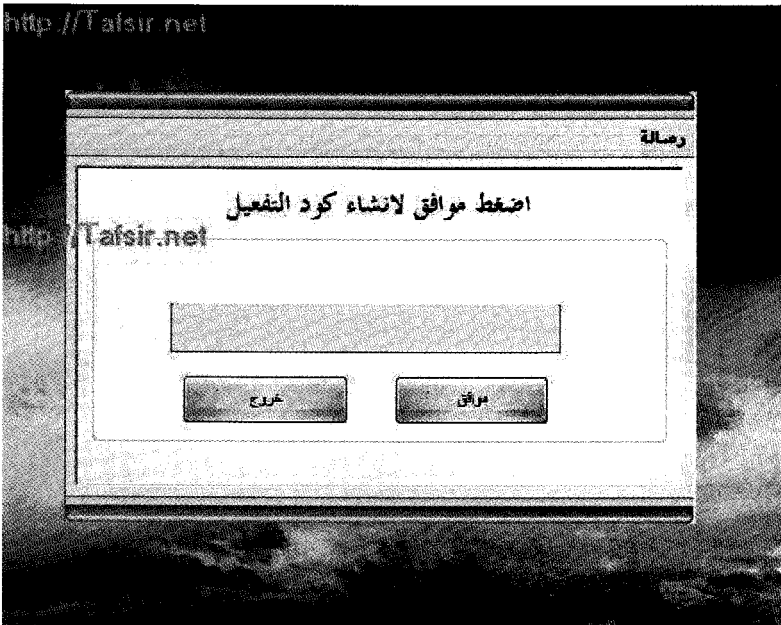 http://Tafsir.net
رسالة
اضغط موافق لانشاء كود التفعيل
http://Tafsir.net
موافق
خروج